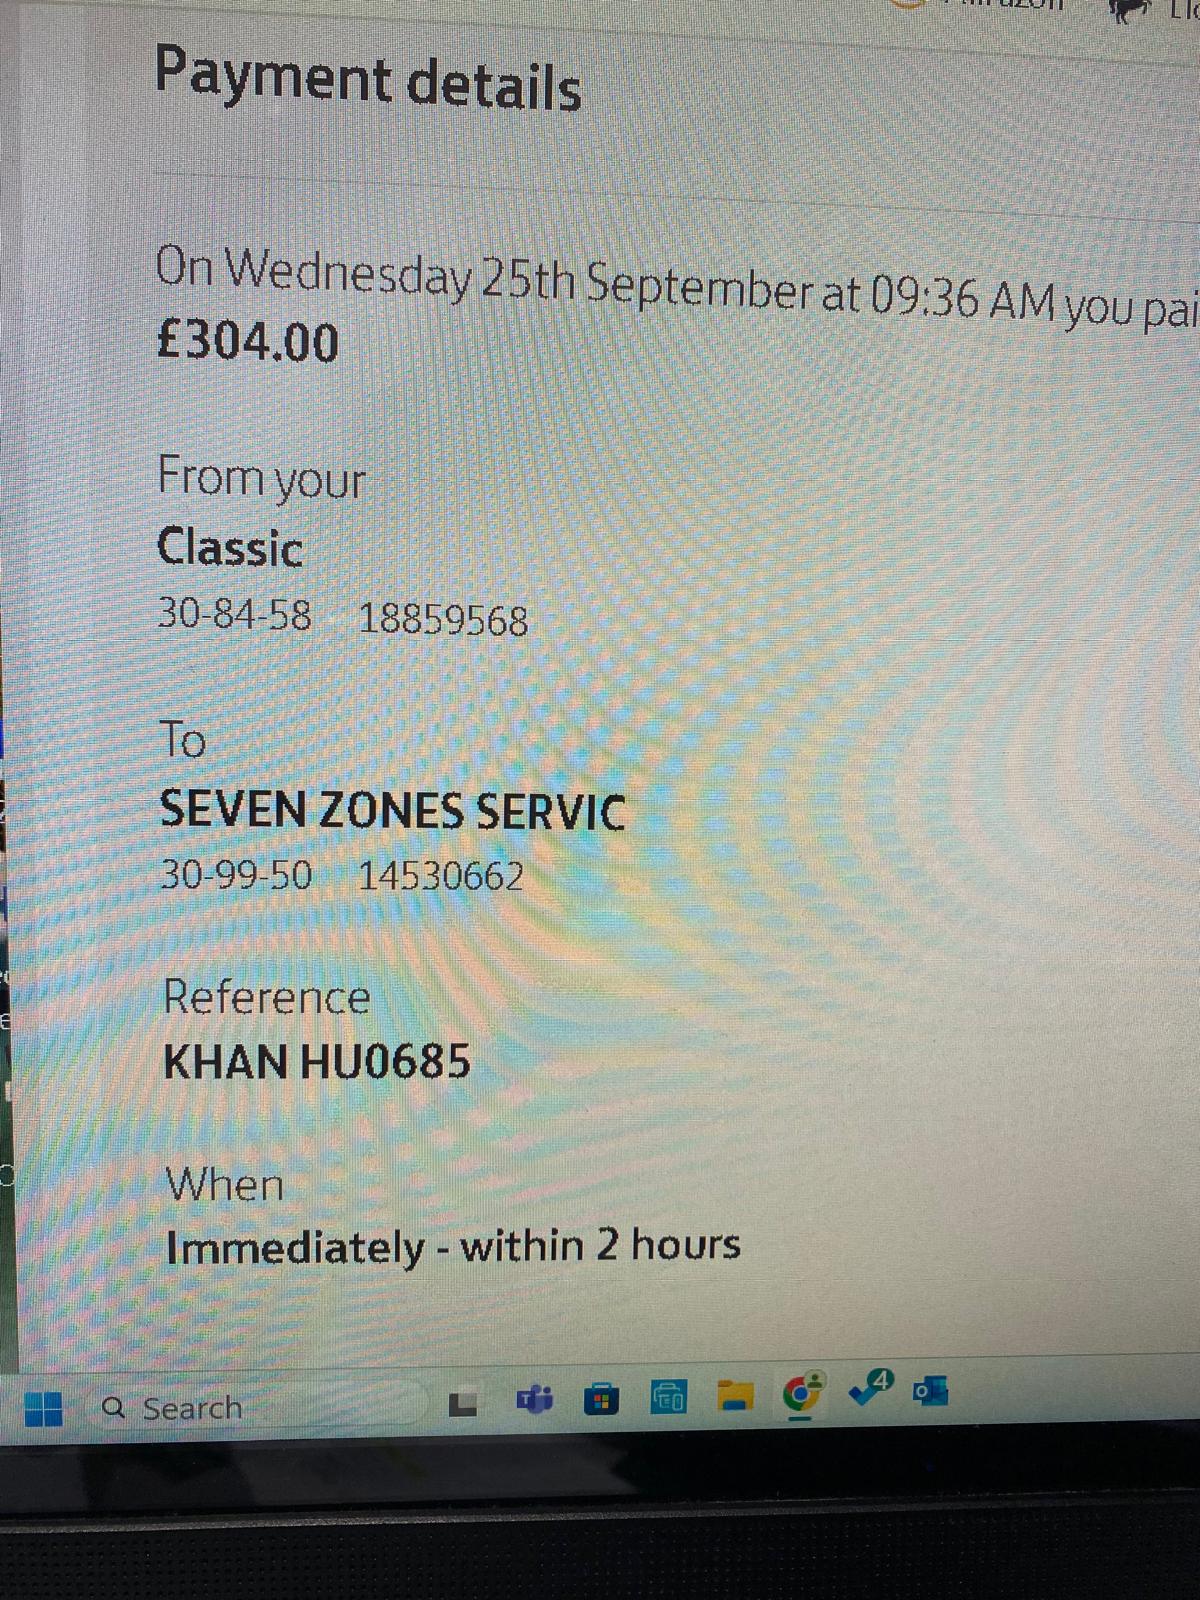 Payment details
On Wednesday 25th September at 09:36 AM you pai
£304.00
From your
Classic
30-84-58 18859568
To
SEVEN ZONES SERVIC
30-99-50 14530662
Reference
KHAN HU0685
When
Immediately - within 2 hours
Search
4